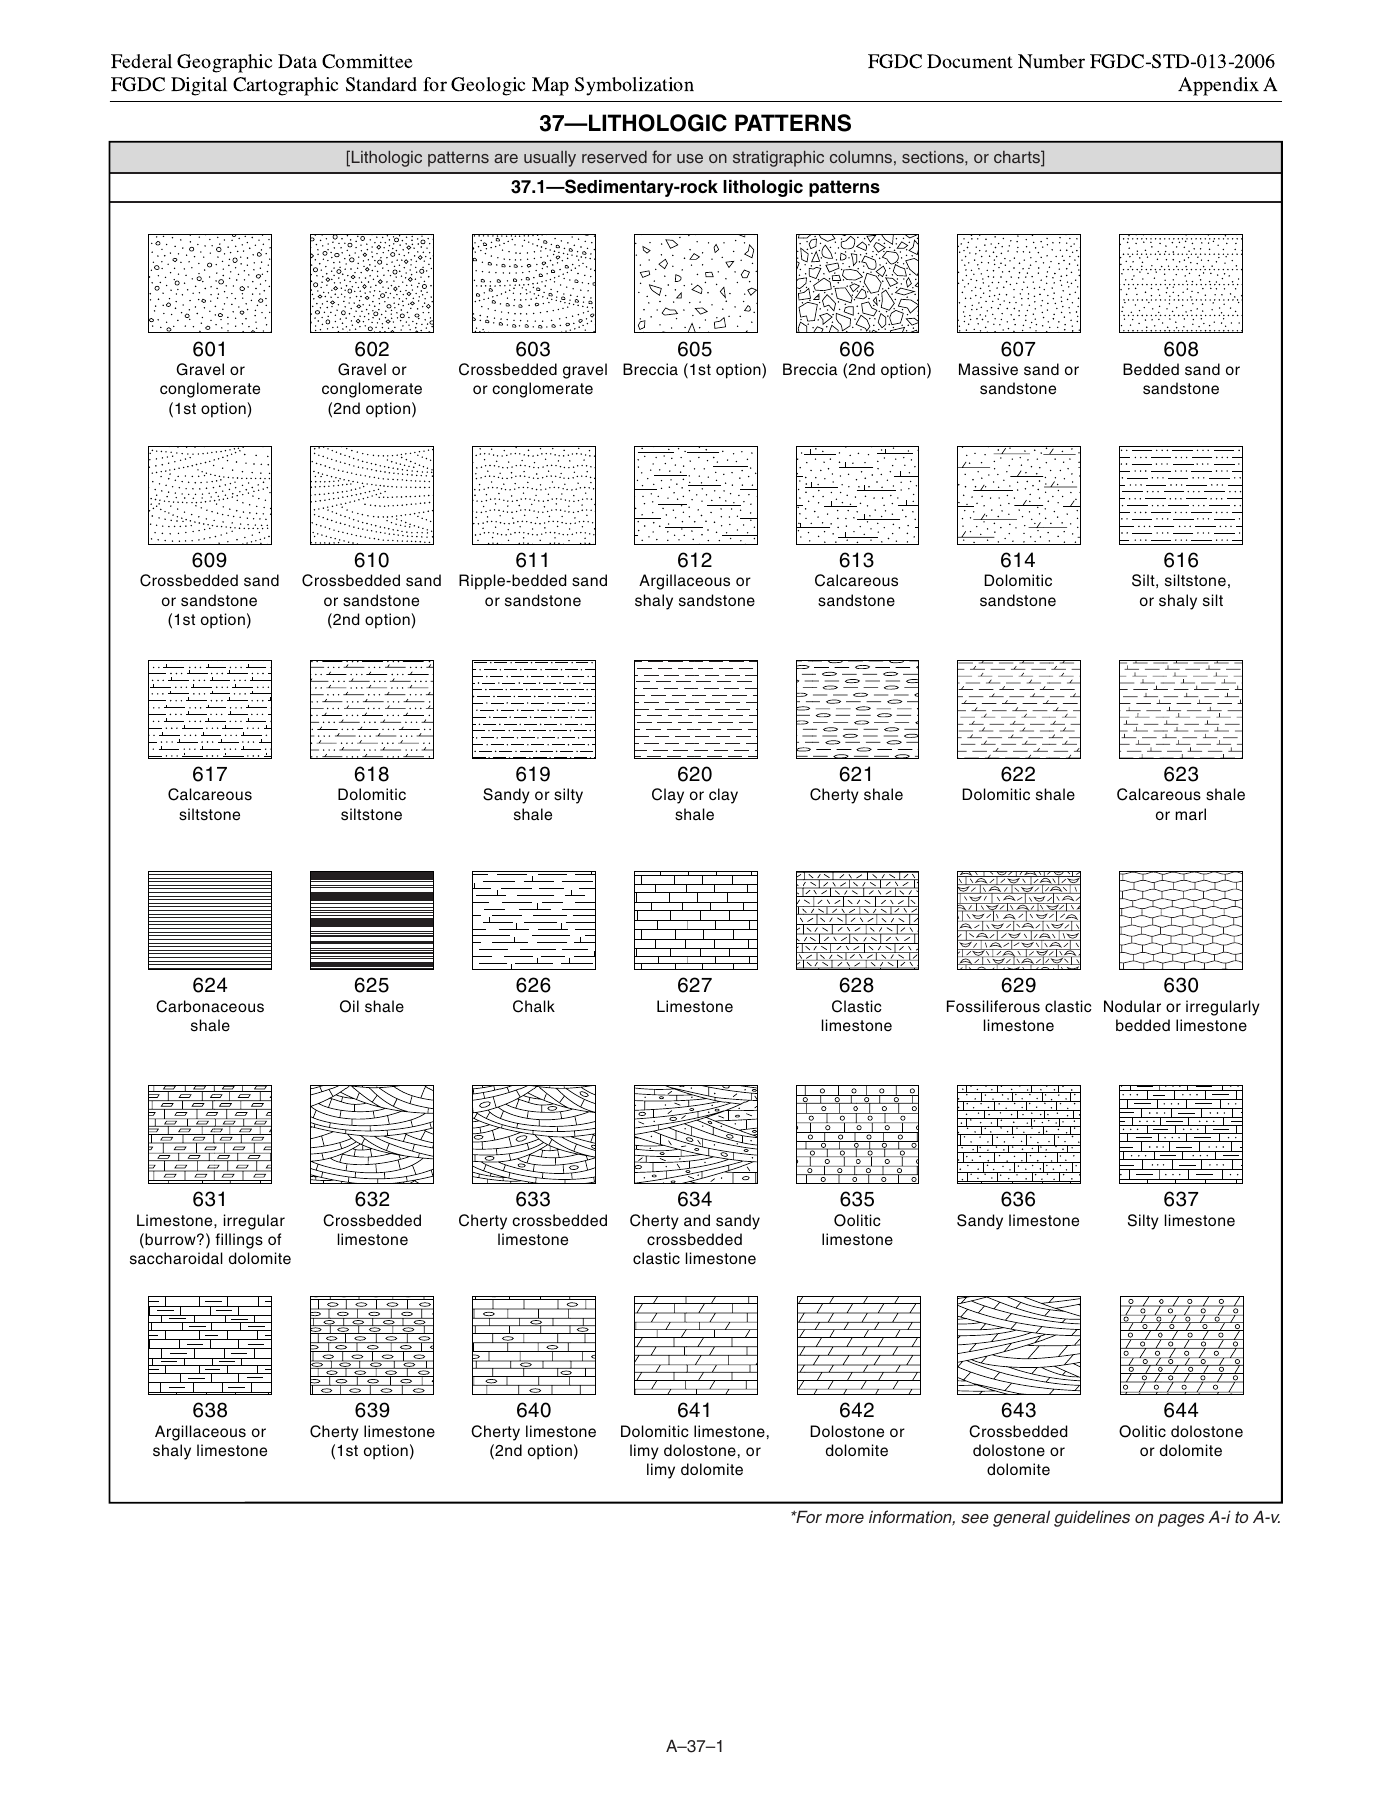 Federal Geographic Data Committee
FGDC Document Number FGDC-STD-013-2006
FGDC Digital Cartographic Standard for Geologic Map Symbolization
Appendix A
37—LITHOLOGIC PATTERNS
[Lithologic patterns are usually reserved for use on stratigraphic columns, sections, or charts]
37.1—Sedimentary-rock lithologic patterns
601
Gravel or
conglomerate
(1st option)
602
Gravel or
conglomerate
(2nd option)
603
Crossbedded gravel
or conglomerate
605
Breccia (1st option)
606
Breccia (2nd option)
607
Massive sand or
sandstone
608
Bedded sand or
sandstone
609
Crossbedded sand
or sandstone
(1st option)
610
Crossbedded sand
or sandstone
(2nd option)
611
Ripple-bedded sand
or sandstone
612
Argillaceous or
shaly sandstone
613
Calcareous
sandstone
614
Dolomitic
sandstone
616
Silt, siltstone,
or shaly silt
617
Calcareous
siltstone
618
Dolomitic
siltstone
619
Sandy or silty
shale
620
Clay or clay
shale
621
Cherty shale
622
Dolomitic shale
623
Calcareous shale
or marl
624
Carbonaceous
shale
625
Oil shale
626
Chalk
627
Limestone
628
Clastic
limestone
629
Fossiliferous clastic
limestone
630
Nodular or irregularly
bedded limestone
631
Limestone, irregular
(burrow?) fillings of
saccharoidal dolomite
632
Crossbedded
limestone
633
Cherty crossbedded
limestone
634
Cherty and sandy
crossbedded
clastic limestone
635
Oolitic
limestone
636
Sandy limestone
637
Silty limestone
638
Argillaceous or
shaly limestone
639
Cherty limestone
(1st option)
640
Cherty limestone
(2nd option)
641
Dolomitic limestone,
limy dolostone, or
limy dolomite
642
Dolostone or
dolomite
643
Crossbedded
dolostone or
dolomite
644
Oolitic dolostone
or dolomite
*For more information, see general guidelines on pages A-i to A-v.
A–37–1